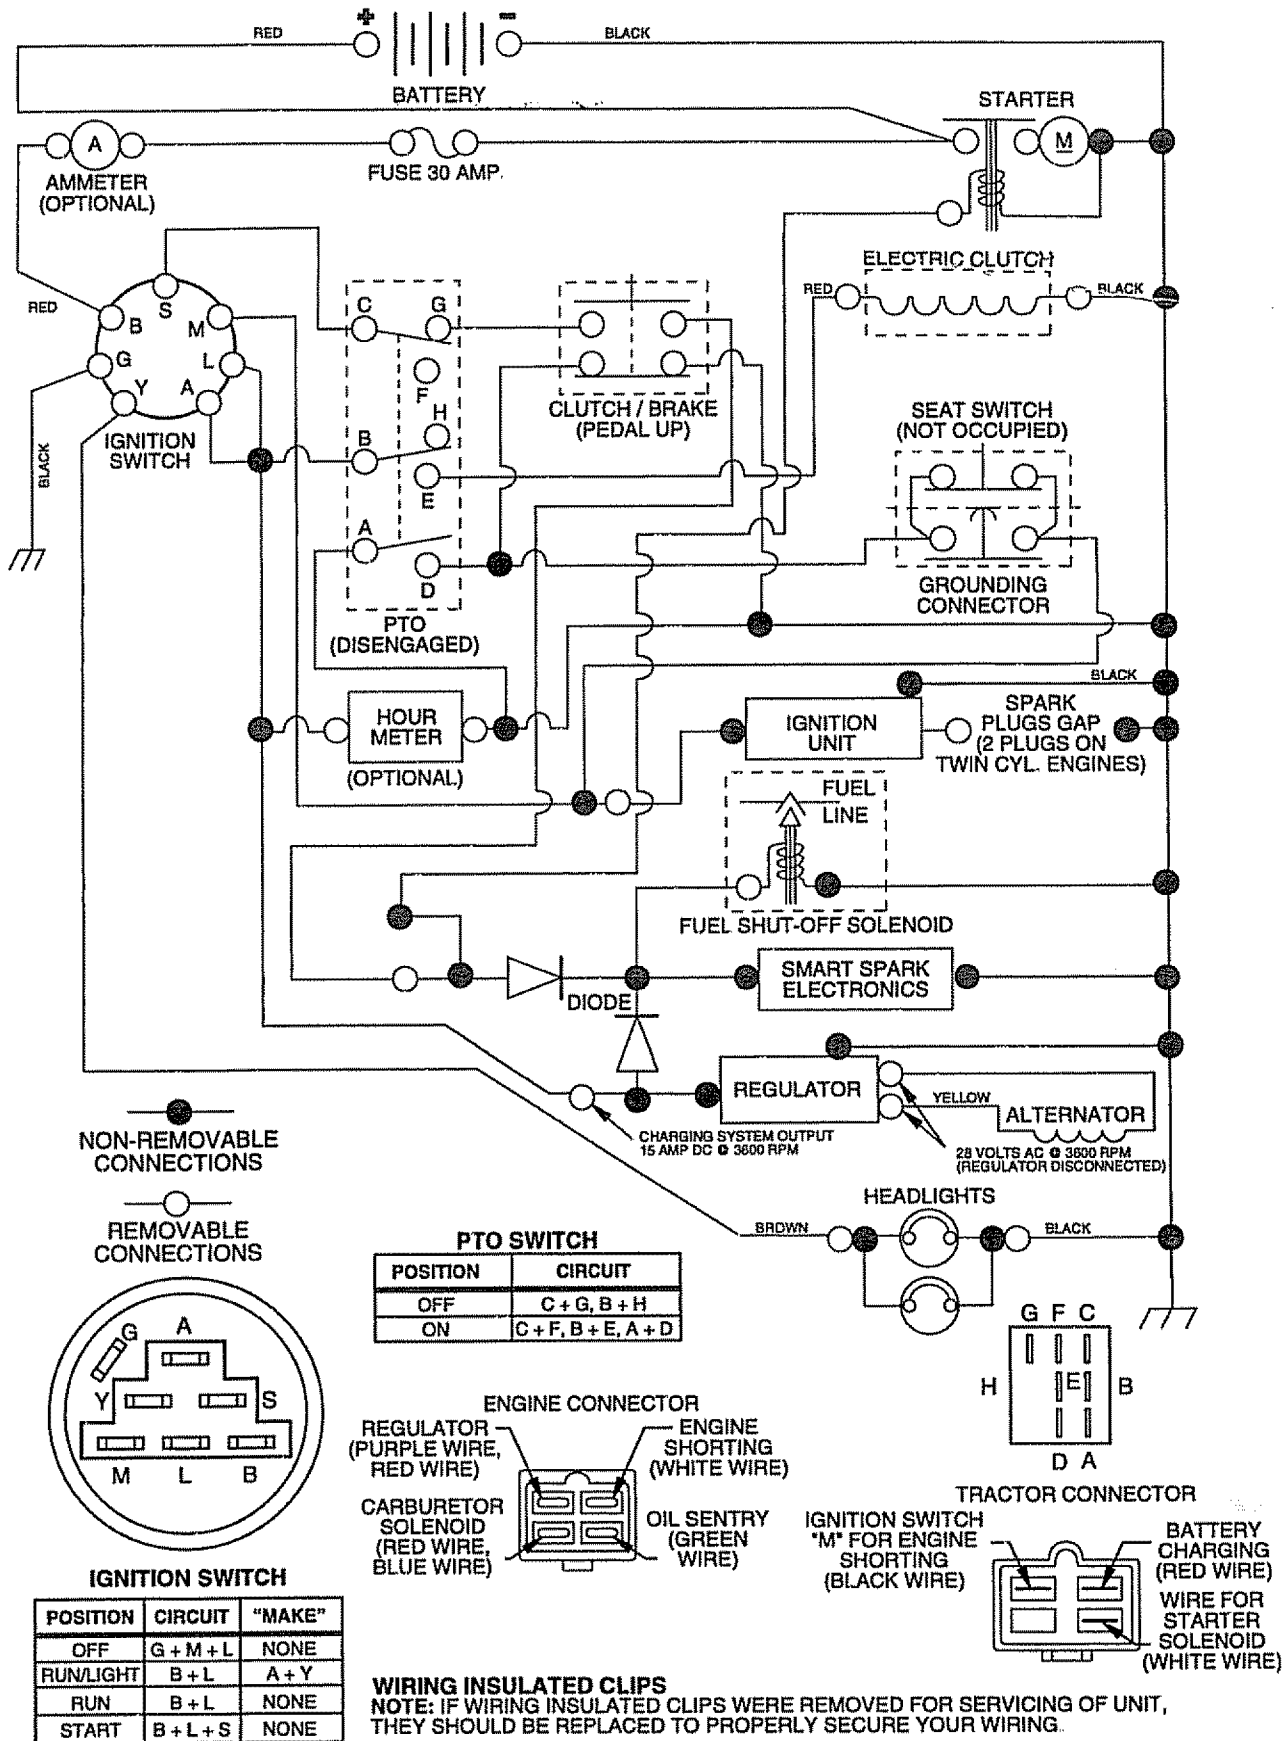 +
-
RED
BLACK
BATTERY
STARTER
A
M
AMMETER
(OPTIONAL)
FUSE 30 AMP.
ELECTRIC CLUTCH
RED
BLACK
RED
S
B
M
G
L
Y
A
IGNITION
SWITCH
BLACK
C
G
F
H
B
E
A
D
PTO
(DISENGAGED)
CLUTCH / BRAKE
(PEDAL UP)
SEAT SWITCH
(NOT OCCUPIED)
GROUNDING
CONNECTOR
HOUR
METER
(OPTIONAL)
IGNITION
UNIT
BLACK
SPARK
PLUGS GAP
(2 PLUGS ON
TWIN CYL. ENGINES)
FUEL
LINE
FUEL SHUT-OFF SOLENOID
DIODE
SMART SPARK
ELECTRONICS
REGULATOR
YELLOW
ALTERNATOR
CHARGING SYSTEM OUTPUT
15 AMP DC @ 3600 RPM
28 VOLTS AC @ 3600 RPM
(REGULATOR DISCONNECTED)
NON-REMOVABLE
CONNECTIONS
REMOVABLE
CONNECTIONS
HEADLIGHTS
BROWN
BLACK
PTO SWITCH
POSITION CIRCUIT
OFF C + G, B + H
ON C + F, B + E, A + D
G A
Y S
M L B
G F C
H E B
D A
ENGINE CONNECTOR
REGULATOR
(PURPLE WIRE,
RED WIRE)
ENGINE
SHORTING
(WHITE WIRE)
CARBURETOR
SOLENOID
(RED WIRE,
BLUE WIRE)
OIL SENTRY
(GREEN
WIRE)
TRACTOR CONNECTOR
IGNITION SWITCH
"M" FOR ENGINE
SHORTING
(BLACK WIRE)
BATTERY
CHARGING
(RED WIRE)
WIRE FOR
STARTER
SOLENOID
(WHITE WIRE)
IGNITION SWITCH
POSITION CIRCUIT "MAKE"
OFF G + M + L NONE
RUN/LIGHT B + L A + Y
RUN B + L NONE
START B + L + S NONE
WIRING INSULATED CLIPS
NOTE: IF WIRING INSULATED CLIPS WERE REMOVED FOR SERVICING OF UNIT,
THEY SHOULD BE REPLACED TO PROPERLY SECURE YOUR WIRING.